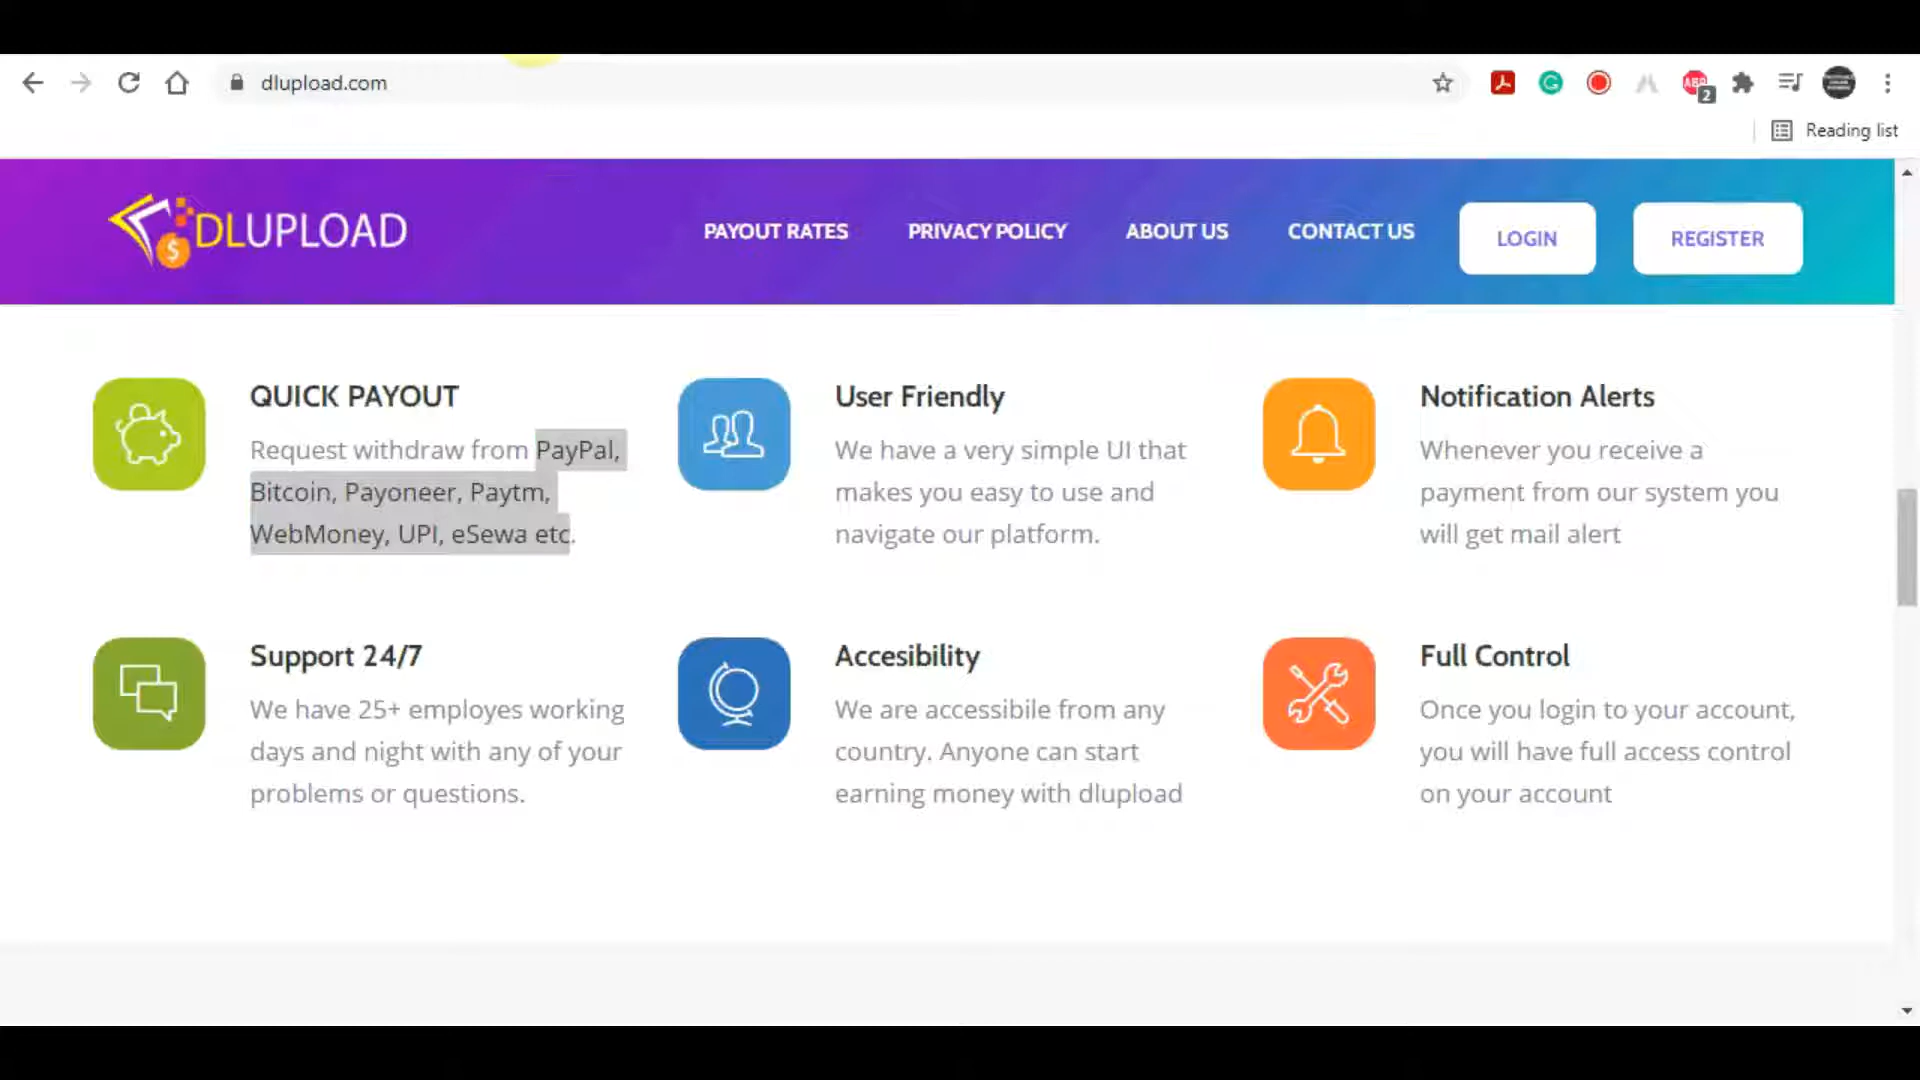 dlupload.com
ABP
2
Reading list
DLUPLOAD
$
PAYOUT RATES
PRIVACY POLICY
ABOUT US
CONTACT US
LOGIN
REGISTER
QUICK PAYOUT
Request withdraw from PayPal,
Bitcoin, Payoneer, Paytm,
WebMoney, UPI, eSewa etc.
User Friendly
We have a very simple UI that
makes you easy to use and
navigate our platform.
Notification Alerts
Whenever you receive a
payment from our system you
will get mail alert
Support 24/7
We have 25+ employes working
days and night with any of your
problems or questions.
Accesibility
We are accessibile from any
country. Anyone can start
earning money with dlupload
Full Control
Once you login to your account,
you will have full access control
on your account